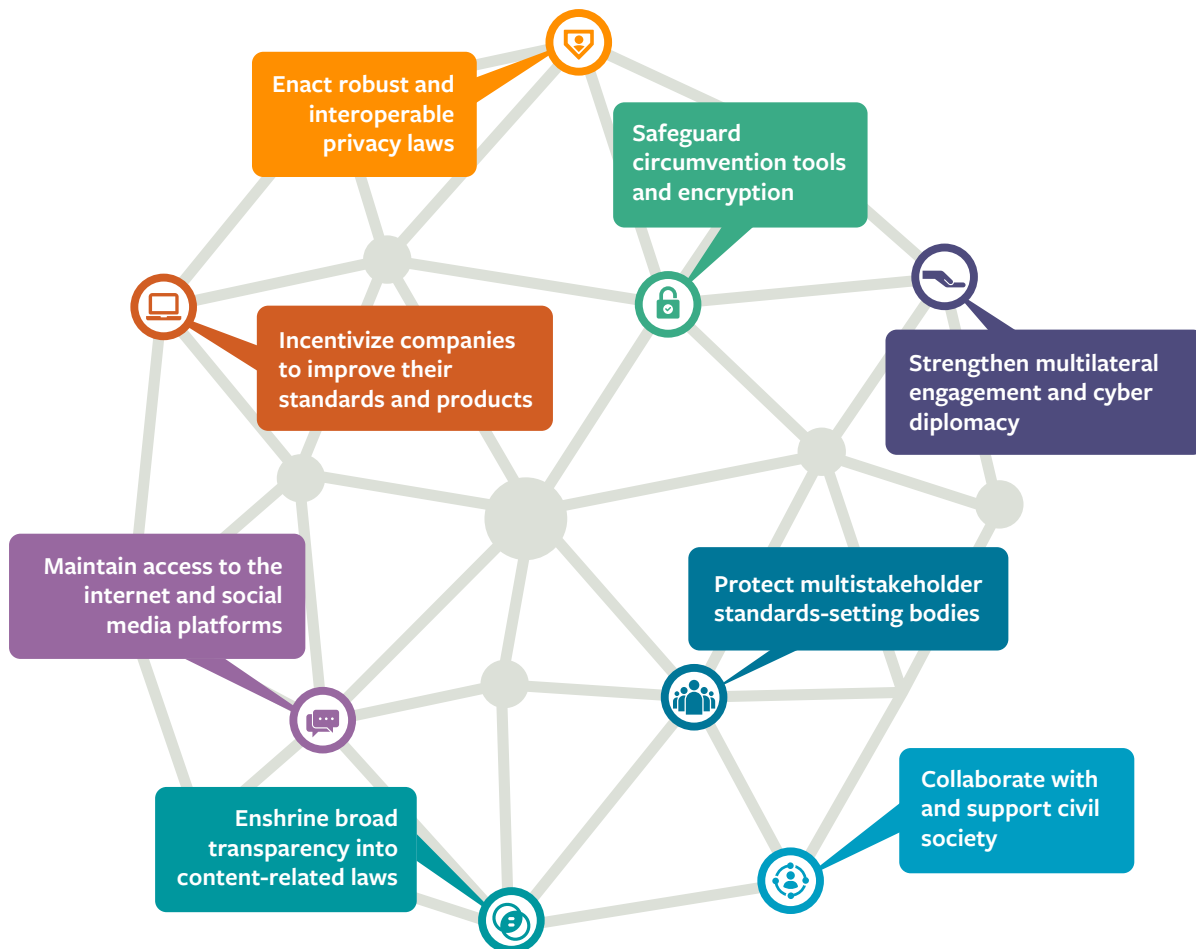 Enact robust and
interoperable
privacy laws
Safeguard
circumvention tools
and encryption
Incentivize companies
to improve their
standards and products
Strengthen multilateral
engagement and cyber
diplomacy
Maintain access to the
internet and social
media platforms
Protect multistakeholder
standards-setting bodies
Enshrine broad
transparency into
content-related laws
Collaborate with
and support civil
society